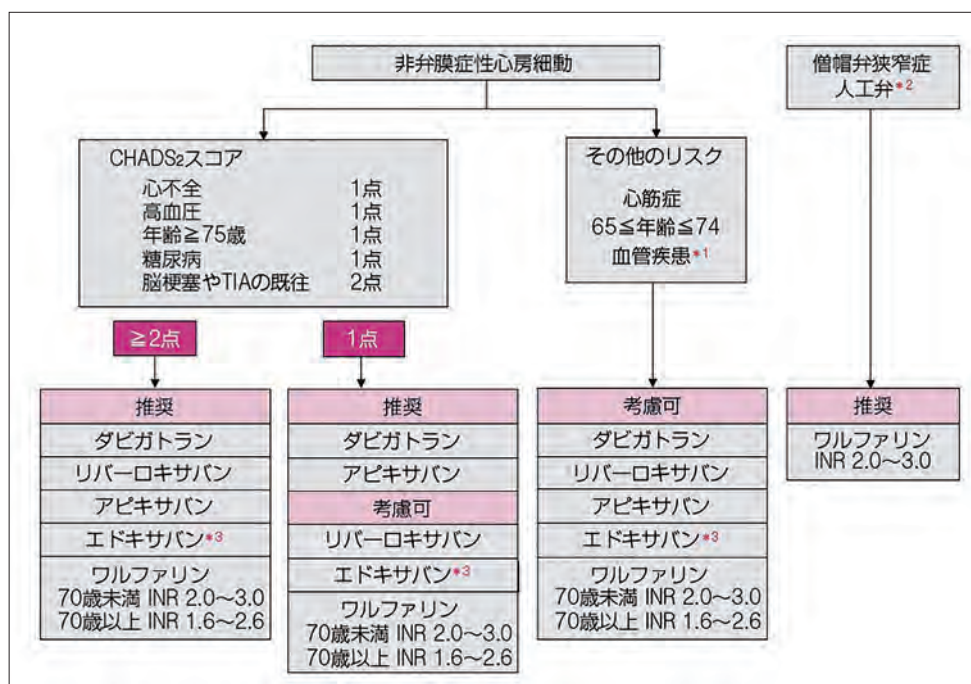 非弁膜症性心房細動
僧帽弁狭窄症
人工弁*2
CHADS2スコア
心不全 1点
高血圧 1点
年齢≧75歳 1点
糖尿病 1点
脳梗塞やTIAの既往 2点
その他のリスク
心筋症
65≦年齢≦74
血管疾患*1
≧2点
1点
推奨
ダビガトラン
リバーロキサバン
アピキサバン
エドキサバン*3
ワルファリン
70歳未満 INR 2.0～3.0
70歳以上 INR 1.6～2.6
推奨
ダビガトラン
アピキサバン
考慮可
リバーロキサバン
エドキサバン*3
ワルファリン
70歳未満 INR 2.0～3.0
70歳以上 INR 1.6～2.6
考慮可
ダビガトラン
リバーロキサバン
アピキサバン
エドキサバン*3
ワルファリン
70歳未満 INR 2.0～3.0
70歳以上 INR 1.6～2.6
推奨
ワルファリン
INR 2.0～3.0